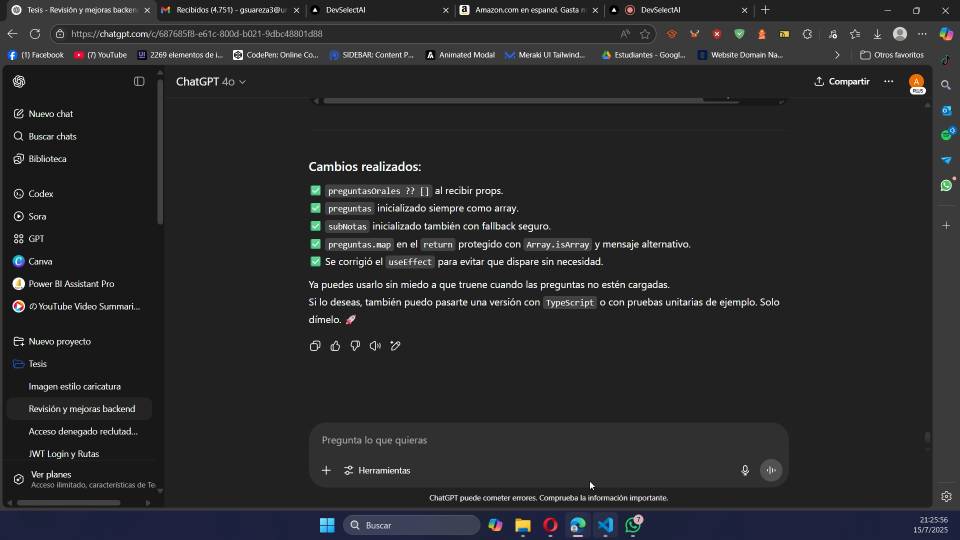 Tesis - Revisión y mejoras backend
Recibidos (4.751) - gsuareza3@u
DevSelectAI
Amazon.com en espanol. Gasta m
DevSelectAI
https://chatgpt.com/c/687685f8-e61c-800d-b021-9dbc48801d88
(1) Facebook
(7) YouTube
2269 elementos de i...
CodePen: Online Co...
SIDEBAR: Content P...
Animated Modal
Meraki UI Tailwind...
Estudiantes - Googl...
Website Domain Na...
Otros favoritos
ChatGPT 4o
Compartir
A
PLUS
Nuevo chat
Buscar chats
Biblioteca
Codex
Sora
GPT
Canva
Power BI Assistant Pro
の YouTube Video Summari...
Nuevo proyecto
Tesis
Imagen estilo caricatura
Revisión y mejoras backend
Acceso denegado reclutad...
JWT Login y Rutas
Ver planes
Acceso ilimitado, características de Te
Cambios realizados:
✅ preguntasOrales ?? [] al recibir props.
✅ preguntas inicializado siempre como array.
✅ subNotas inicializado también con fallback seguro.
✅ preguntas.map en el return protegido con Array.isArray y mensaje alternativo.
✅ Se corrigió el useEffect para evitar que dispare sin necesidad.
Ya puedes usarlo sin miedo a que truene cuando las preguntas no estén cargadas.
Si lo deseas, también puedo pasarte una versión con TypeScript o con pruebas unitarias de ejemplo. Solo
dímelo. 🚀
Pregunta lo que quieras
Herramientas
ChatGPT puede cometer errores. Comprueba la información importante.
Buscar
7
21:25:56
15/7/2025